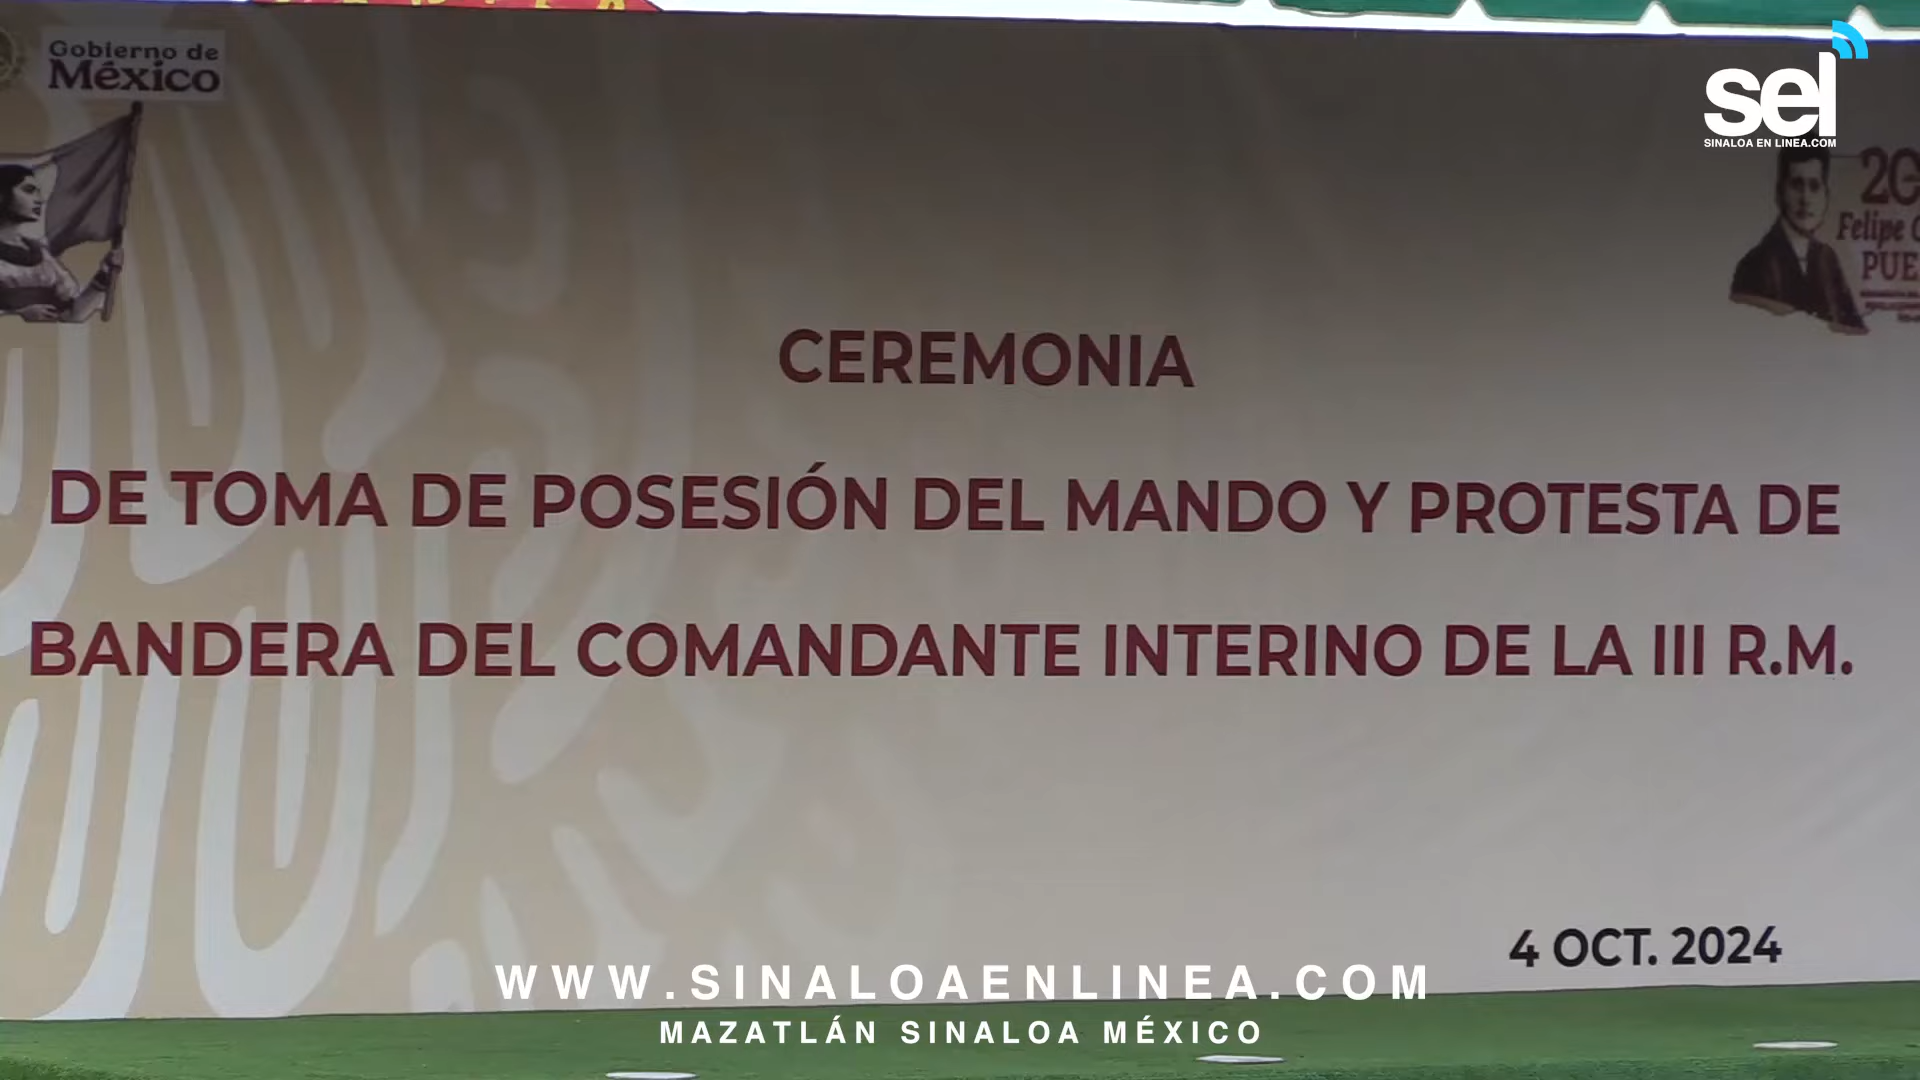 Gobierno de
México
sel
SINALOA EN LINEA.COM
Felipe
CEREMONIA
DE TOMA DE POSESIÓN DEL MANDO Y PROTESTA DE
BANDERA DEL COMANDANTE INTERINO DE LA III R.M.
4 OCT. 2024
WWW.SINALOAENLINEA.COM
MAZATLÁN SINALOA MÉXICO